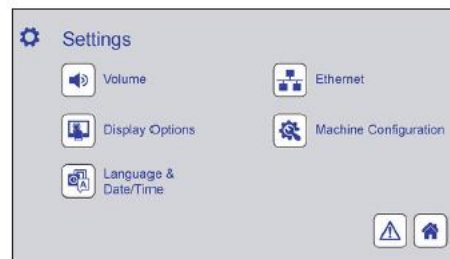 Settings
Volume
Ethernet
Display Options
Machine Configuration
Language &
Date/Time